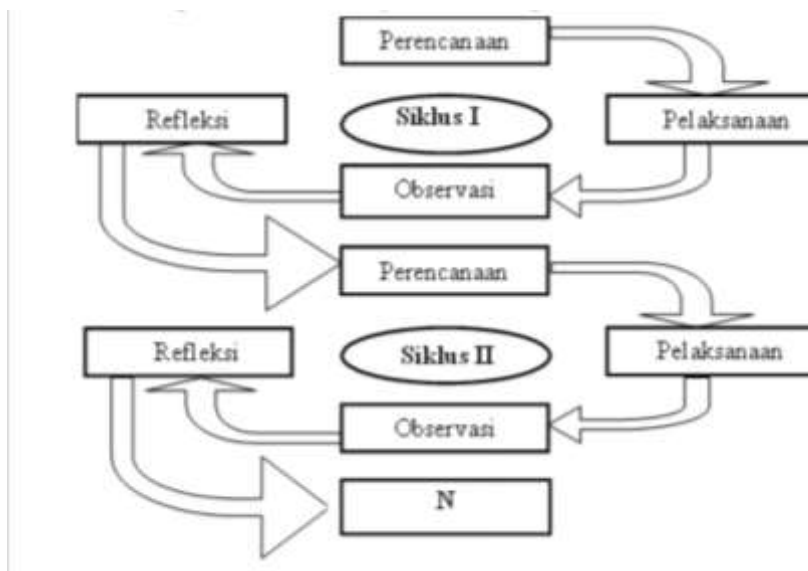 Perencanaan
Refleksi
Siklus I
Pelaksanaan
Observasi
Perencanaan
Refleksi
Siklus II
Pelaksanaan
Observasi
N